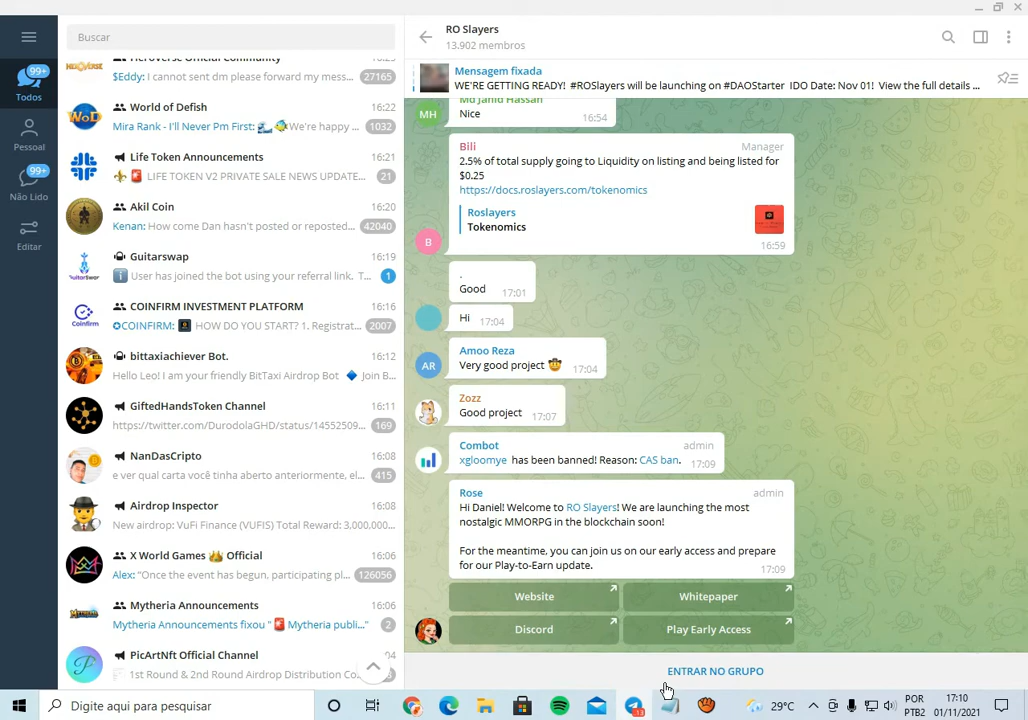 Buscar
Todos
99+
Pessoal
Não Lido
99+
Editar
HeroVerse Official Community
$Eddy: I cannot sent dm please forward my mess...
27165
World of Defish
16:22
Mira Rank - I'll Never Pm First: 🌊 🐠We're happy ...
1032
Life Token Announcements
16:21
⚜️ 🚨 LIFE TOKEN V2 PRIVATE SALE NEWS UPDATE...
21
Akil Coin
16:20
Kenan: How come Dan hasn't posted or reposted...
42040
Guitarswap
16:19
ℹ️ User has joined the bot using your referral link. T...
1
COINFIRM INVESTMENT PLATFORM
16:16
✪COINFIRM: HOW DO YOU START? 1. Registrat...
2007
bittaxiachiever Bot.
16:12
Hello Leo! I am your friendly BitTaxi Airdrop Bot 🔷 Join B...
GiftedHandsToken Channel
16:11
https://twitter.com/DurodolaGHD/status/14552509...
169
NanDasCripto
16:08
e ver qual carta você tinha aberto anteriormente, el...
415
Airdrop Inspector
16:08
New airdrop: VuFi Finance (VUFIS) Total Reward: 3,000,000...
X World Games 👑 Official
16:06
Alex: "Once the event has begun, participating pl...
126056
Mytheria Announcements
16:06
Mytheria Announcements fixou "🚨 Mytheria publi..."
2
PicArtNft Official Channel
04
1st Round & 2nd Round Airdrop Distribution Co...
RO Slayers
13.902 membros
Mensagem fixada
WE'RE GETTING READY! #ROSlayers will be launching on #DAOStarter IDO Date: Nov 01! View the full details ...
MH
Md Janid Hassan
Nice
16:54
Bili
Manager
2.5% of total supply going to Liquidity on listing and being listed for
$0.25
https://docs.roslayers.com/tokenomics
Roslayers
Tokenomics
16:59
B
.
Good
17:01
Hi
17:04
AR
Amoo Reza
Very good project 🤠
17:04
Zozz
Good project
17:07
Combot
admin
xgloomye has been banned! Reason: CAS ban.
17:09
Rose
admin
Hi Daniel! Welcome to RO Slayers! We are launching the most
nostalgic MMORPG in the blockchain soon!
For the meantime, you can join us on our early access and prepare
for our Play-to-Earn update.
17:09
Website
Whitepaper
Discord
Play Early Access
ENTRAR NO GRUPO
Digite aqui para pesquisar
13
29°C
POR
PTB2
17:10
01/11/2021